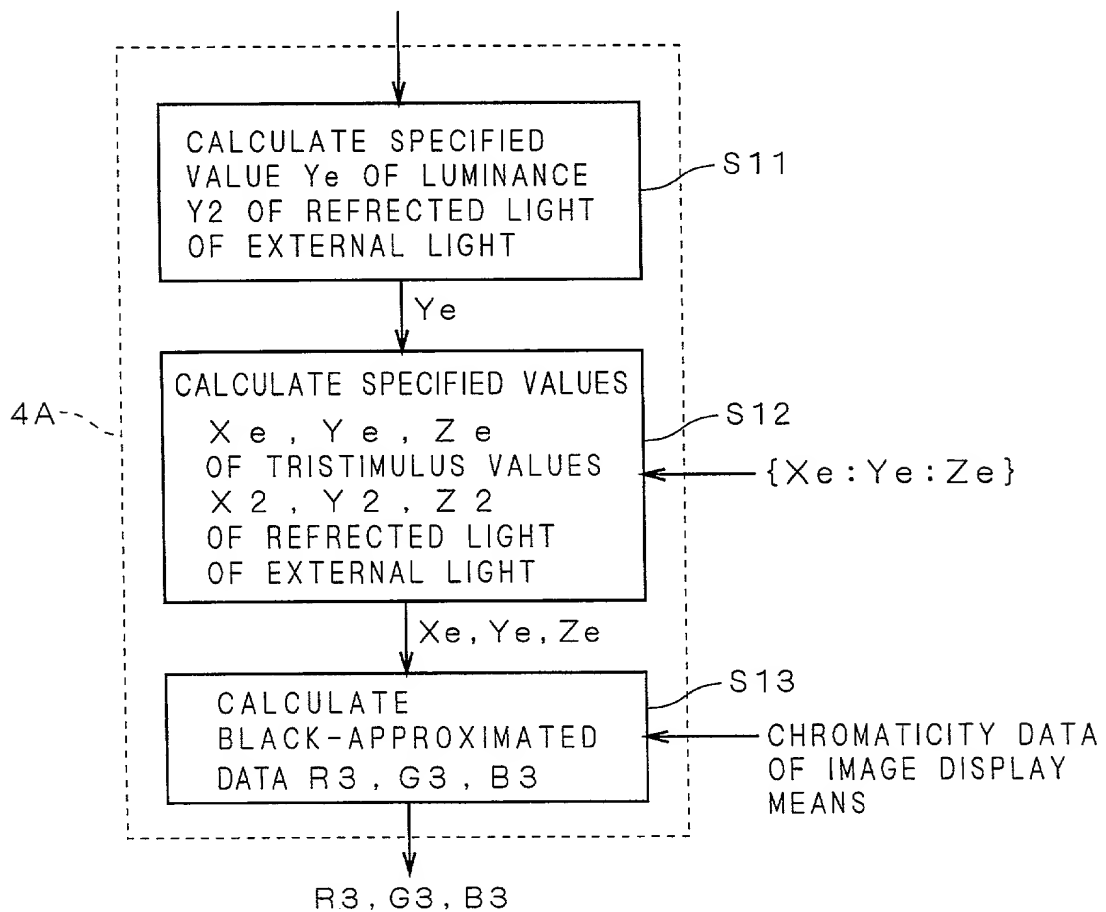 CALCULATE SPECIFIED
VALUE Ye OF LUMINANCE
Y2 OF REFRECTED LIGHT
OF EXTERNAL LIGHT
S11
Ye
CALCULATE SPECIFIED VALUES
Xe, Ye, Ze
OF TRISTIMULUS VALUES
X2, Y2, Z2
OF REFRECTED LIGHT
OF EXTERNAL LIGHT
S12
{Xe:Ye:Ze}
4A
Xe, Ye, Ze
CALCULATE
BLACK-APPROXIMATED
DATA R3, G3, B3
S13
CHROMATICITY DATA
OF IMAGE DISPLAY
MEANS
R3, G3, B3